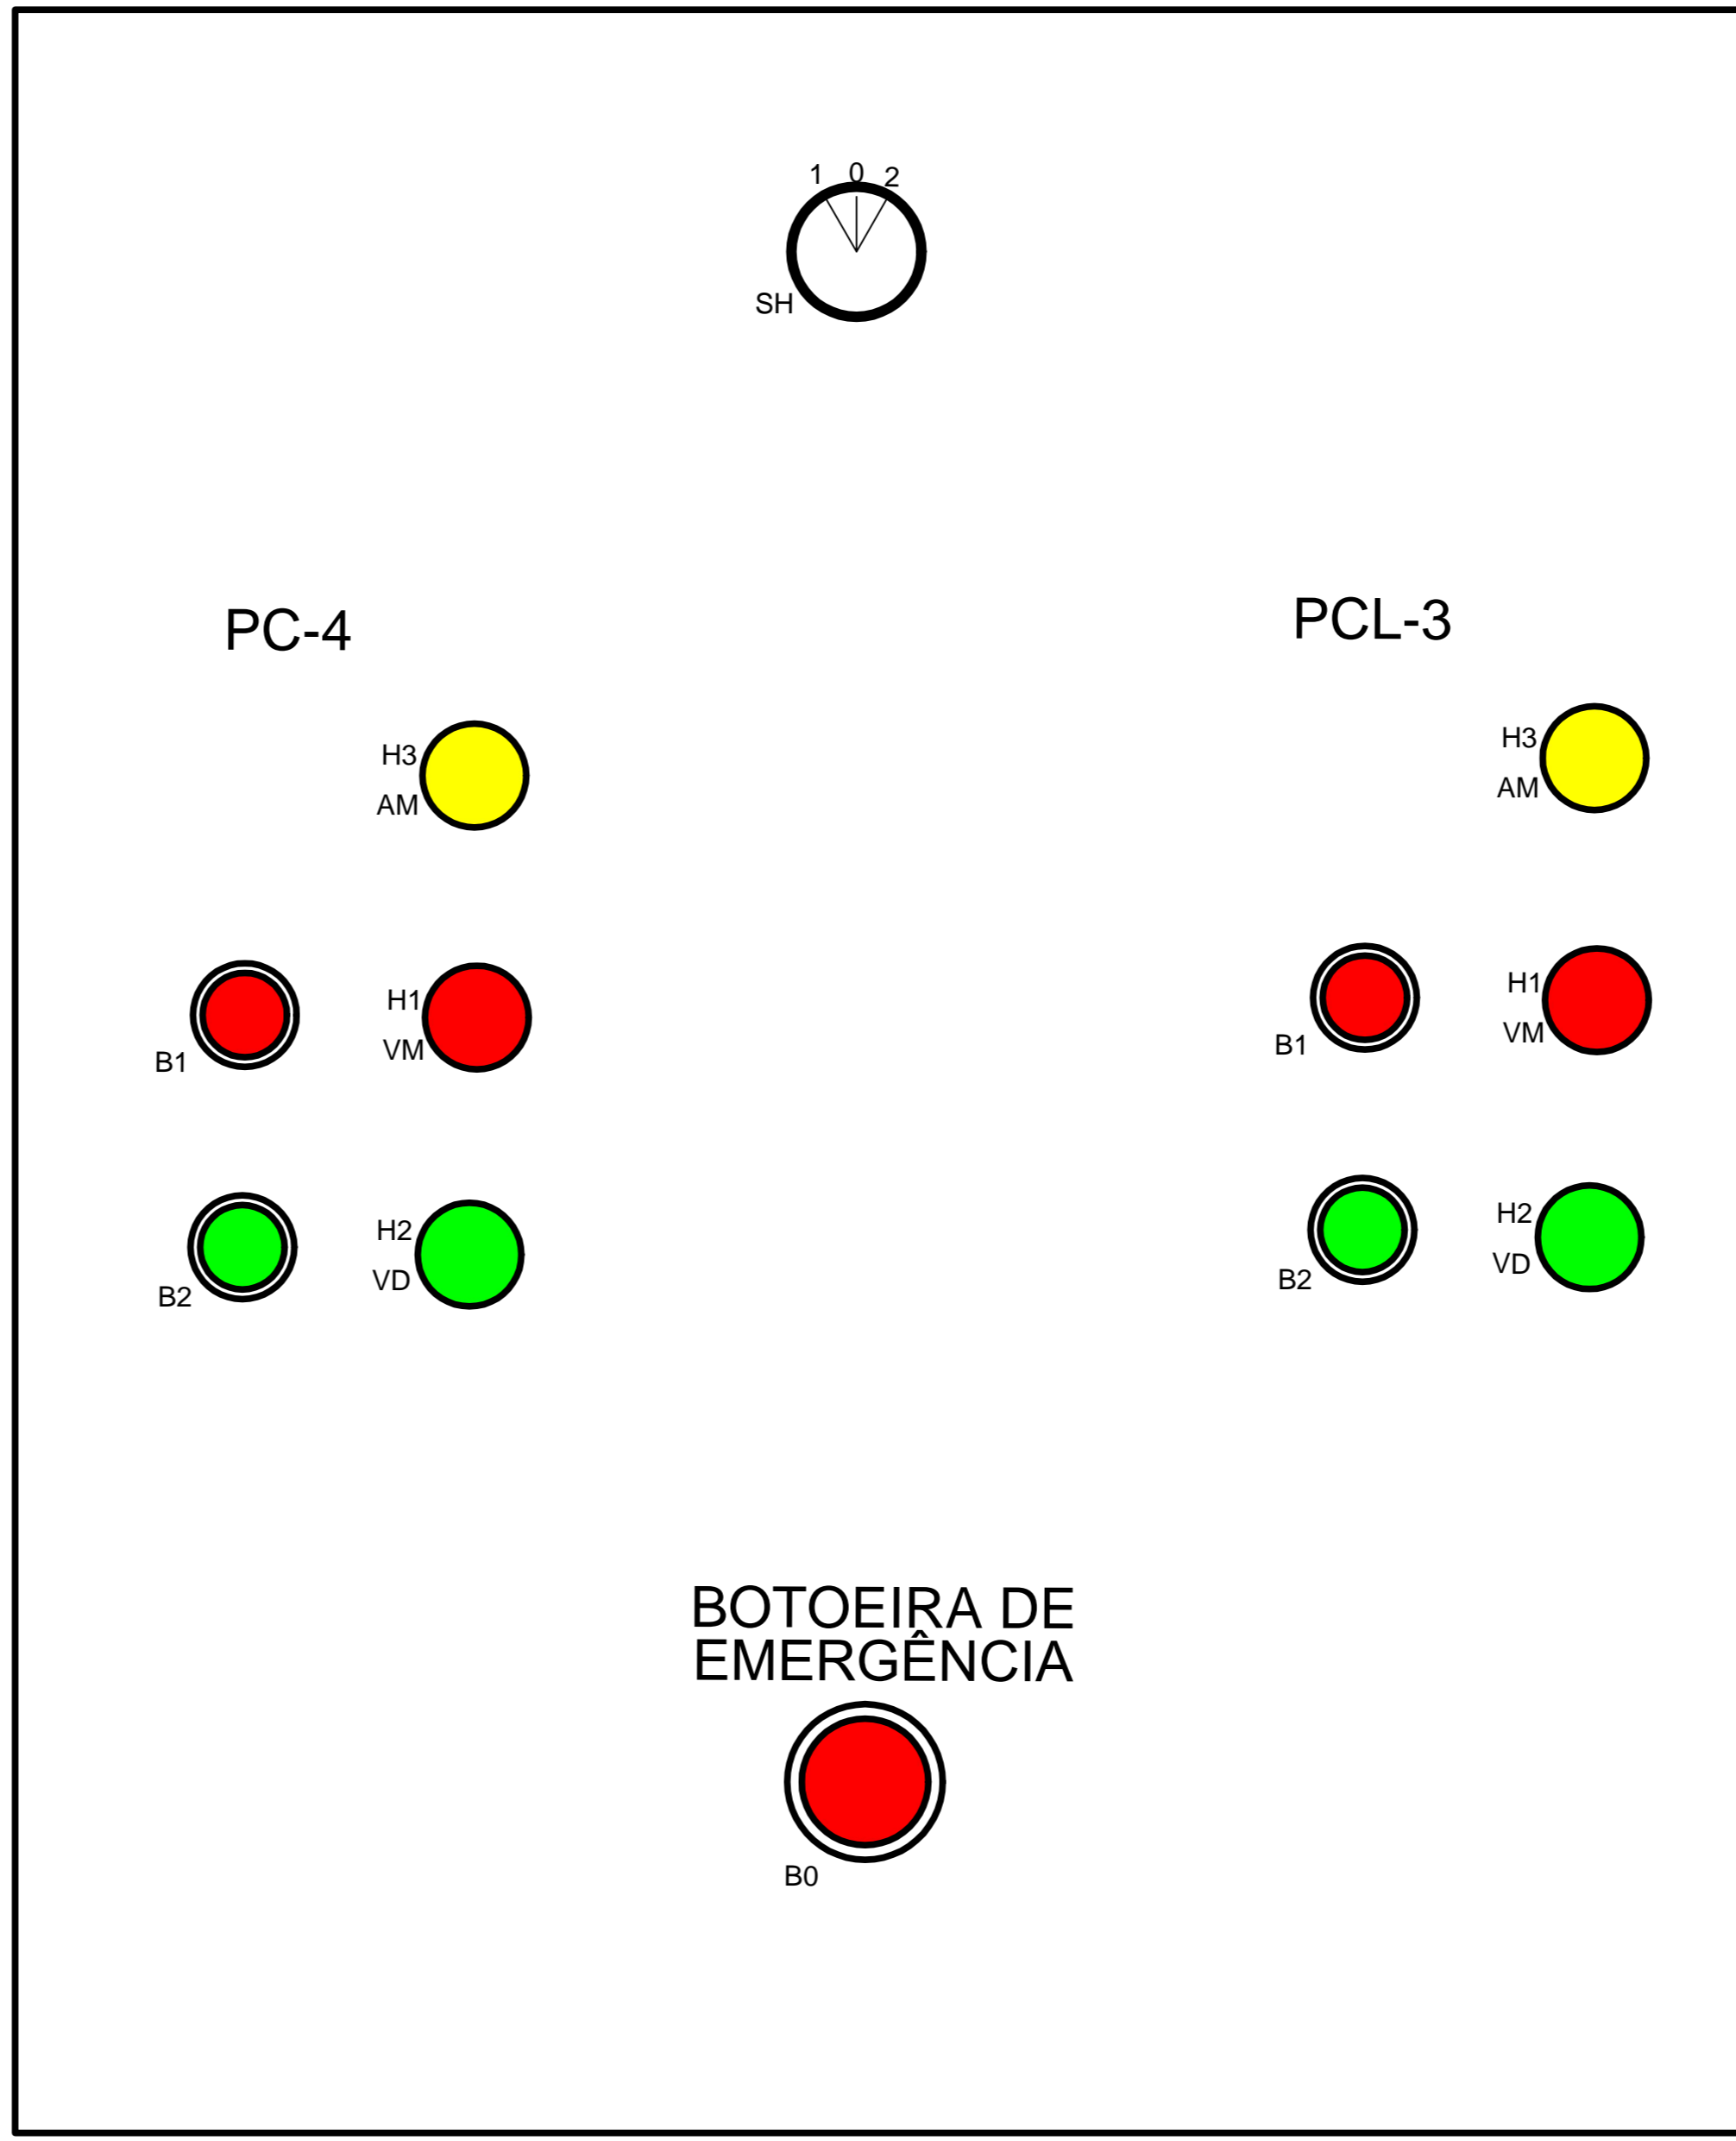 1 0 2
SH
PC-4
PCL-3
H3
AM
H3
AM
B1
H1
VM
B1
H1
VM
B2
H2
VD
B2
H2
VD
BOTOEIRA DE
EMERGÊNCIA
B0